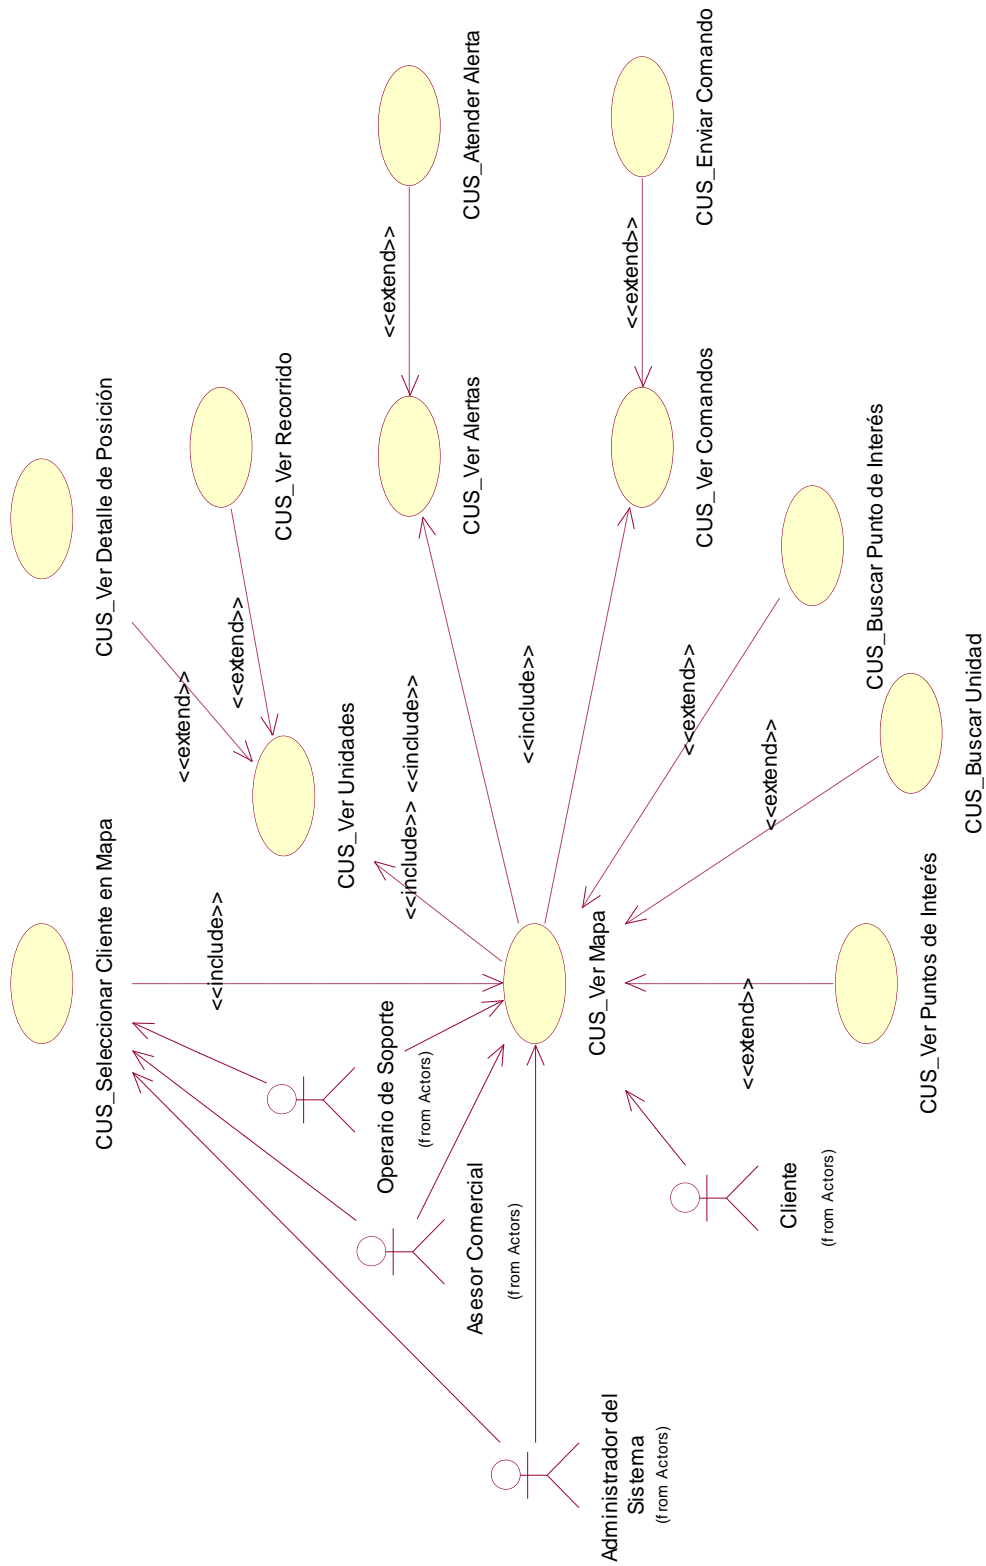 CUS_Seleccionar Cliente en Mapa
CUS_Ver Detalle de Posición
<<include>>
<<extend>>
<<extend>>
CUS_Ver Recorrido
CUS_Ver Unidades
Operario de Soporte
(from Actors)
<<include>>
<<include>>
<<extend>>
CUS_Ver Alertas
CUS_Atender Alerta
Asesor Comercial
(from Actors)
<<include>>
Administrador del
Sistema
(from Actors)
CUS_Ver Mapa
<<extend>>
CUS_Ver Comandos
CUS_Enviar Comando
<<extend>>
<<extend>>
<<extend>>
Cliente
(from Actors)
CUS_Buscar Punto de Interés
CUS_Ver Puntos de Interés
CUS_Buscar Unidad